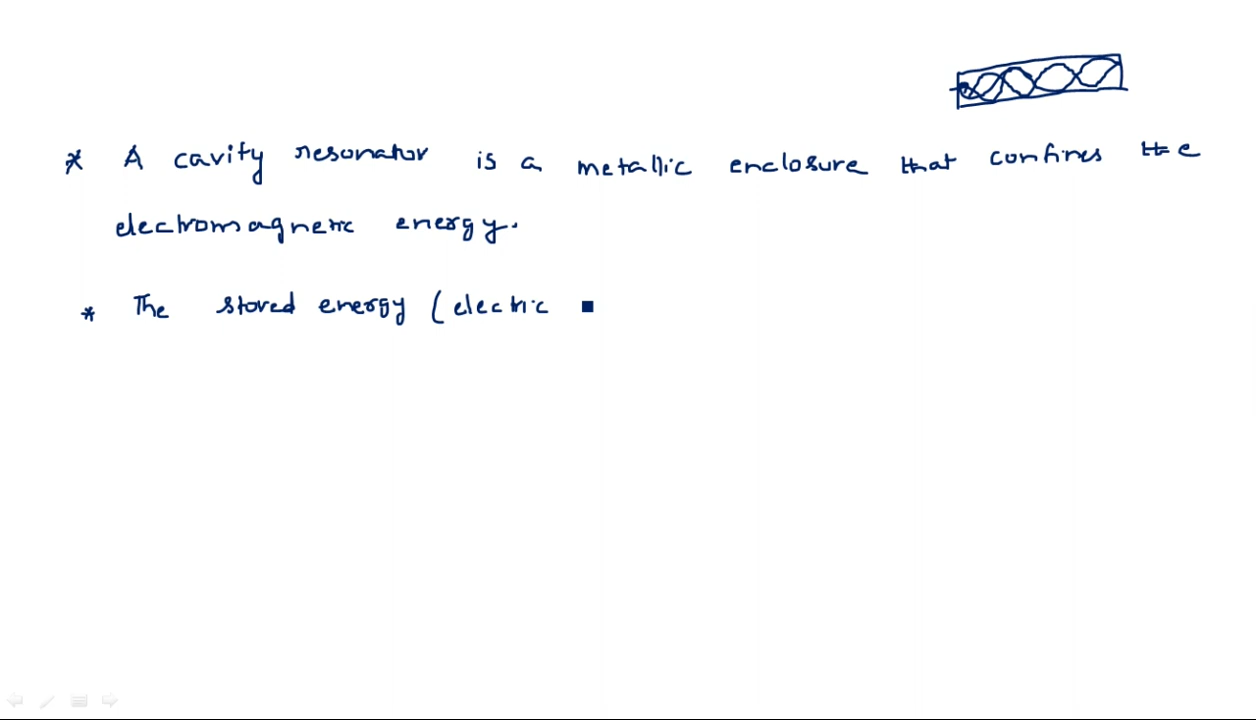 * A cavity resonator is a metallic enclosure that confines the
electromagnetic energy.
* The stored energy (electric